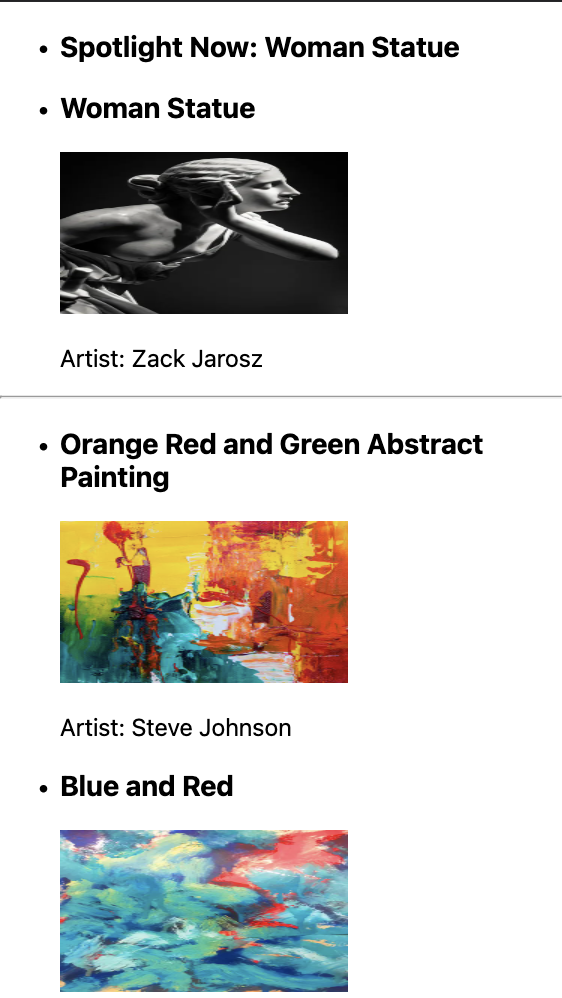 Spotlight Now: Woman Statue
Woman Statue
Artist: Zack Jarosz
Orange Red and Green Abstract
Painting
Artist: Steve Johnson
Blue and Red